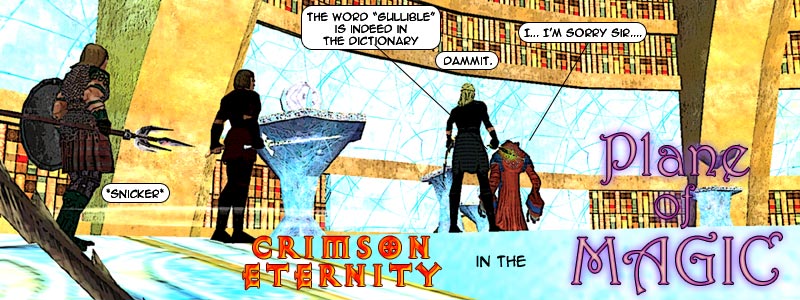 THE WORD "GULLIBLE"
IS INDEED IN
THE DICTIONARY
DAMMIT.
I... I'M SORRY SIR....
*SNICKER*
CRIMSON
ETERNITY
IN THE
Plane
of
MAGIC